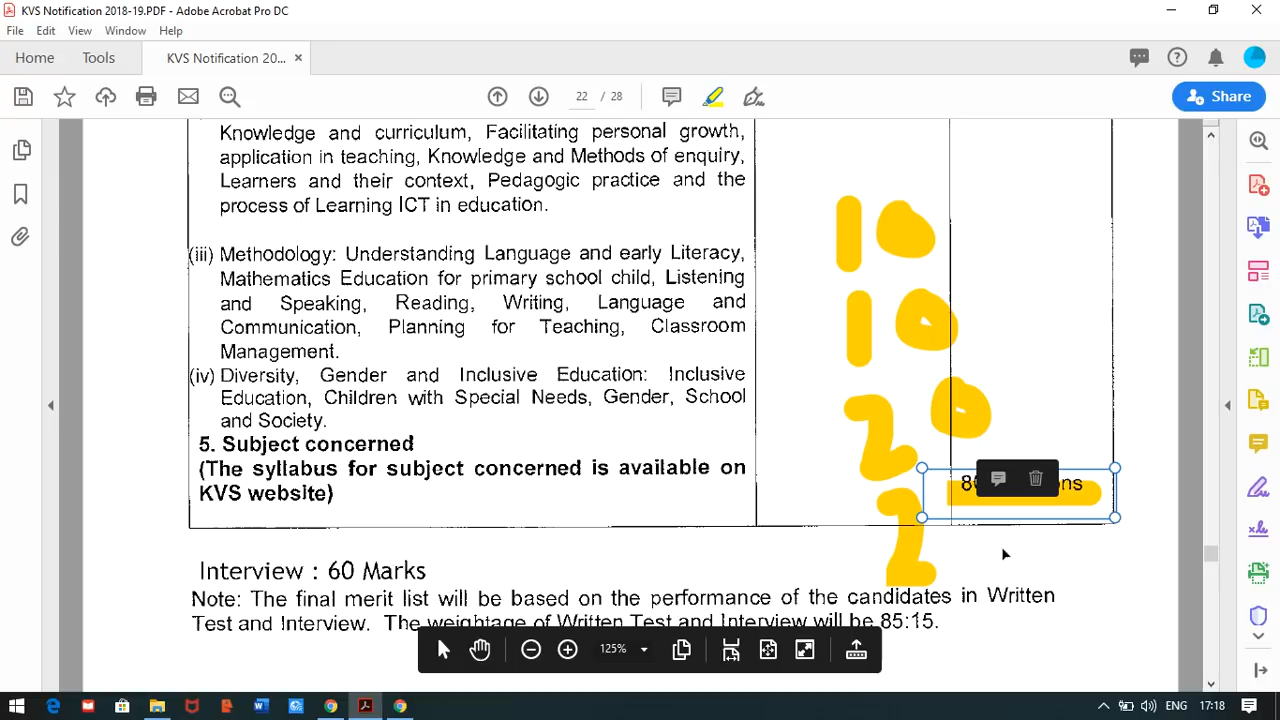 KVS Notification 2018-19.PDF - Adobe Acrobat Pro DC
File Edit View Window Help
Home Tools KVS Notification 20... ×
22 / 28
Share
Knowledge and curriculum, Facilitating personal growth,
application in teaching, Knowledge and Methods of enquiry,
Learners and their context, Pedagogic practice and the
process of Learning ICT in education.
(iii) Methodology: Understanding Language and early Literacy,
Mathematics Education for primary school child, Listening
and Speaking, Reading, Writing, Language and
Communication, Planning for Teaching, Classroom
Management.
(iv) Diversity, Gender and Inclusive Education: Inclusive
Education, Children with Special Needs, Gender, School
and Society.
5. Subject concerned
(The syllabus for subject concerned is available on
KVS website)
10
10
20
2
Interview : 60 Marks
Note: The final merit list will be based on the performance of the candidates in Written
Test and Interview. The weightage of Written Test and Interview will be 85:15.
125%
ENG 17:18